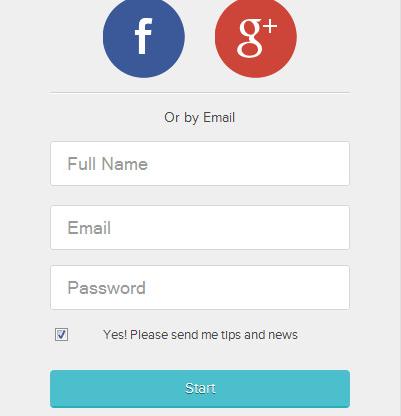 f
g+
Or by Email
Full Name
Email
Password
Yes! Please send me tips and news
Start